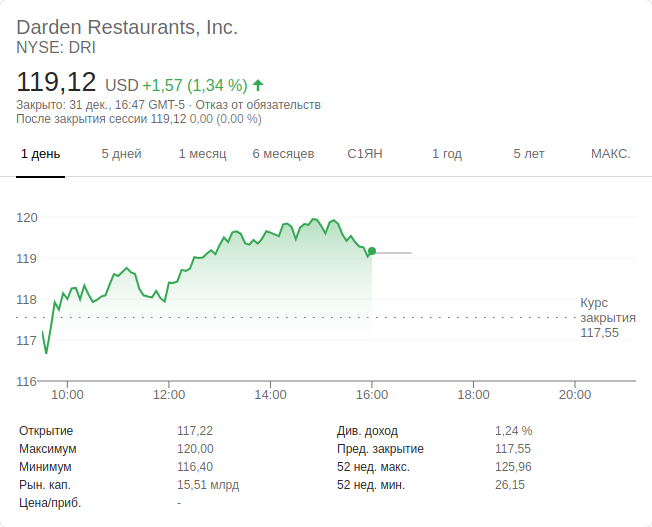 Darden Restaurants, Inc.
NYSE: DRI
119,12 USD +1,57 (1,34 %)
Закрыто: 31 дек., 16:47 GMT-5 · Отказ от обязательств
После закрытия сессии 119,12 0,00 (0,00 %)
1 день 5 дней 1 месяц 6 месяцев С1ЯН 1 год 5 лет МАКС.
120
119
118
117
116
Курс
закрытия
117,55
10:00 12:00 14:00 16:00 18:00 20:00
Открытие 117,22 Див. доход 1,24 %
Максимум 120,00 Пред. закрытие 117,55
Минимум 116,40 52 нед. макс. 125,96
Рын. кап. 15,51 млрд 52 нед. мин. 26,15
Цена/приб. -